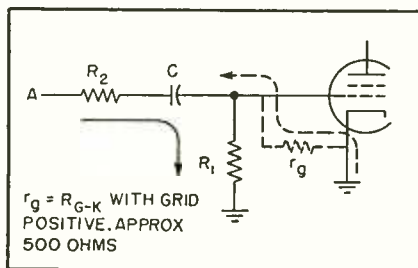 A
R2
C
R1
rg
rg = RG-K WITH GRID
POSITIVE. APPROX
500 OHMS